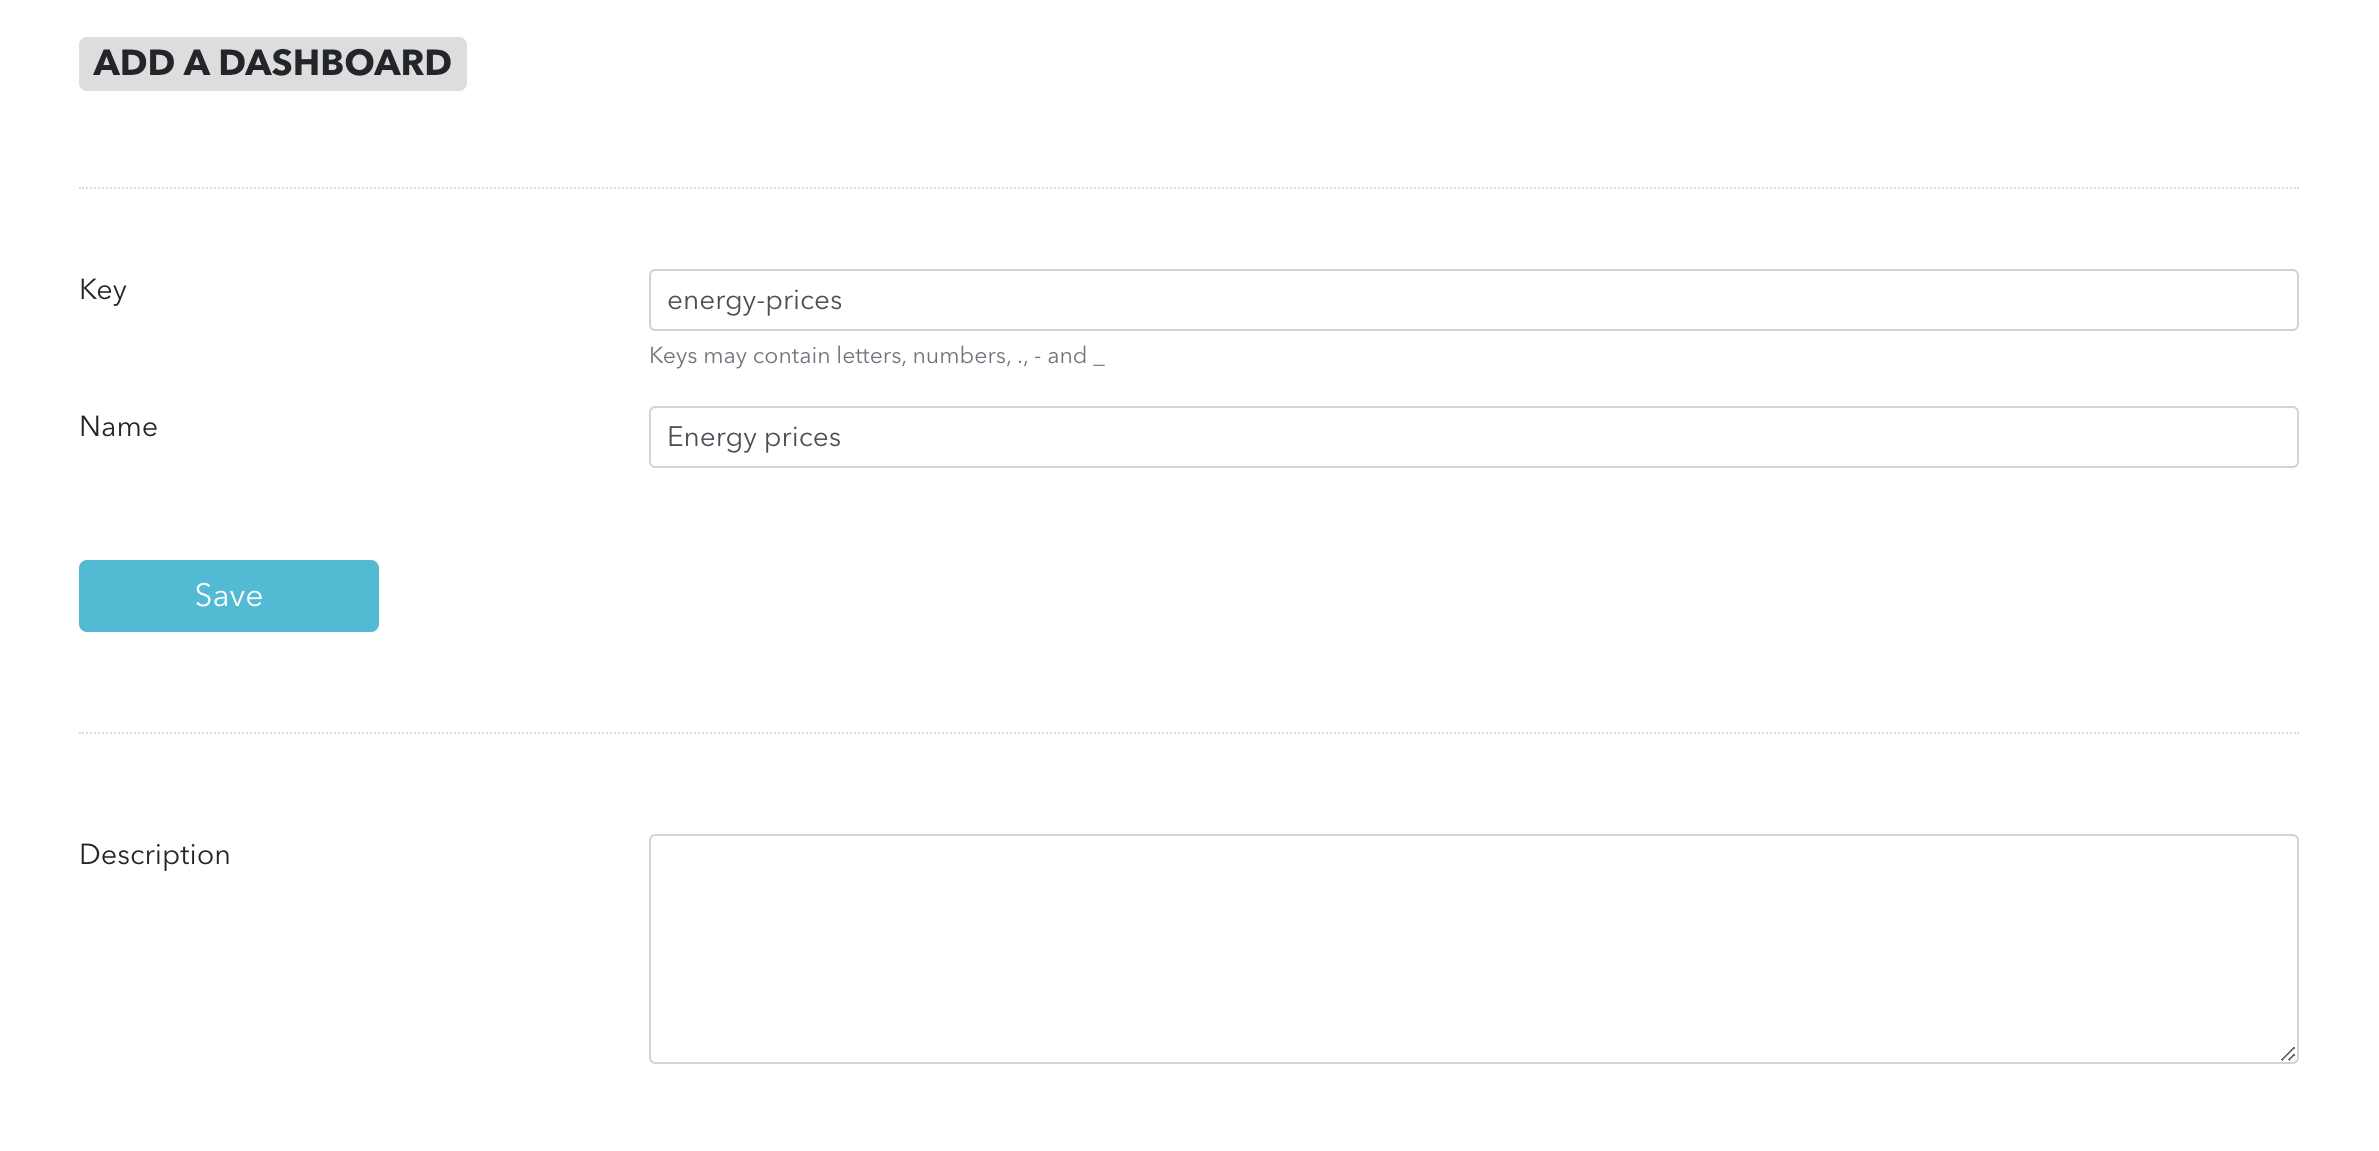 ADD A DASHBOARD
Key
energy-prices
Keys may contain letters, numbers, ., - and _
Name
Energy prices
Save
Description